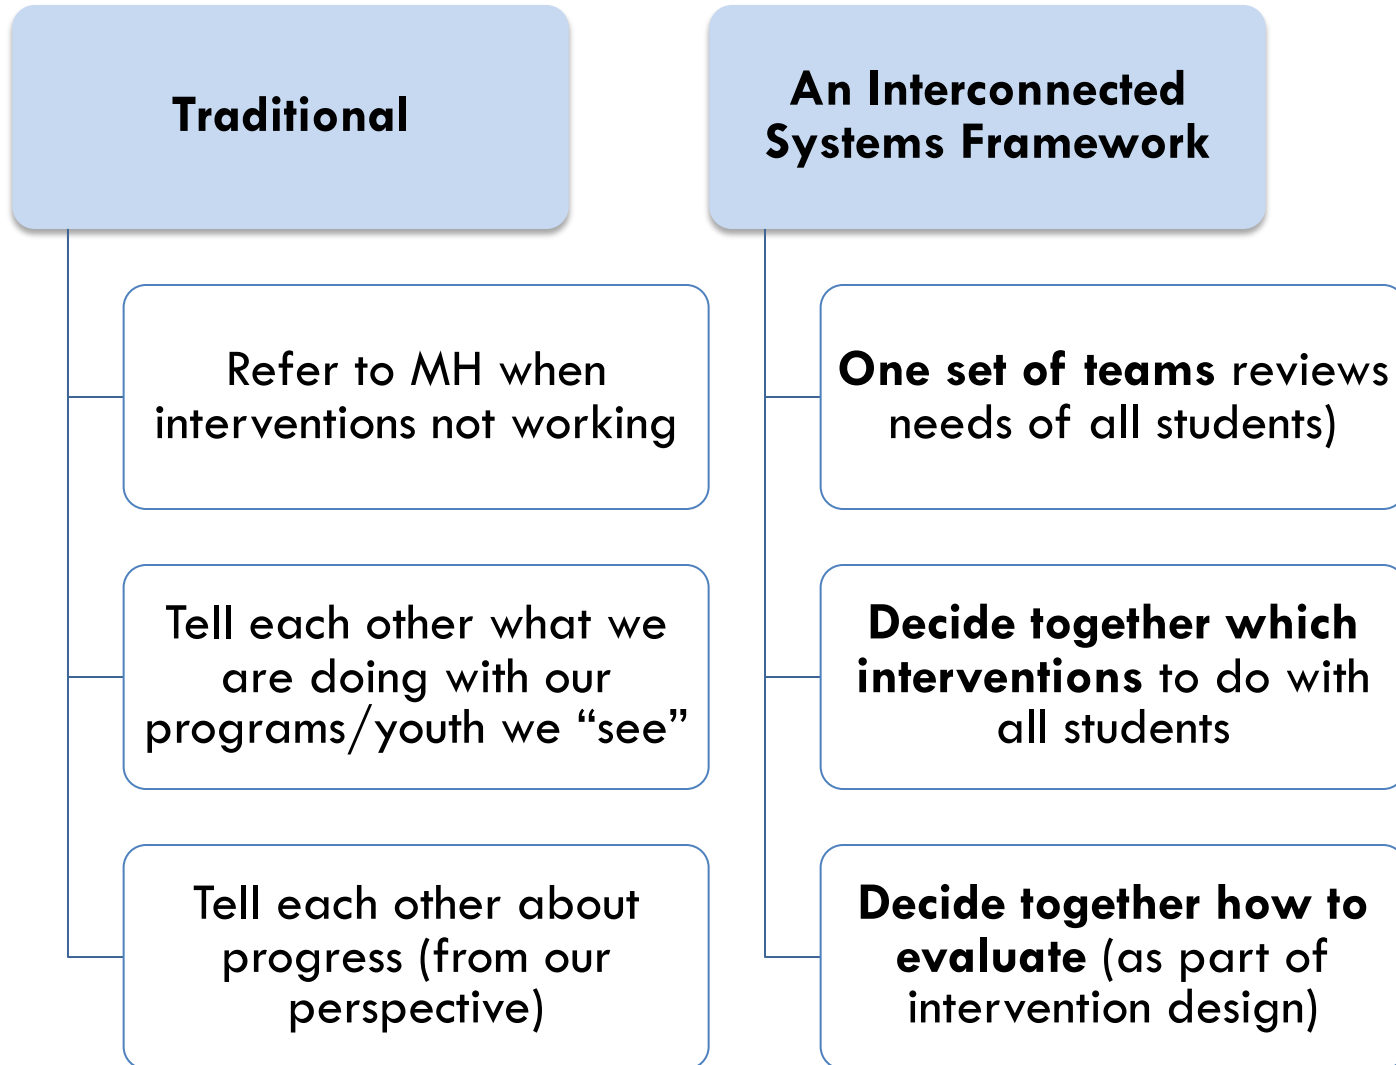 Traditional
Refer to MH when
interventions not working
Tell each other what we
are doing with our
programs/youth we “see”
Tell each other about
progress (from our
perspective)
An Interconnected
Systems Framework
One set of teams reviews
needs of all students)
Decide together which
interventions to do with
all students
Decide together how to
evaluate (as part of
intervention design)